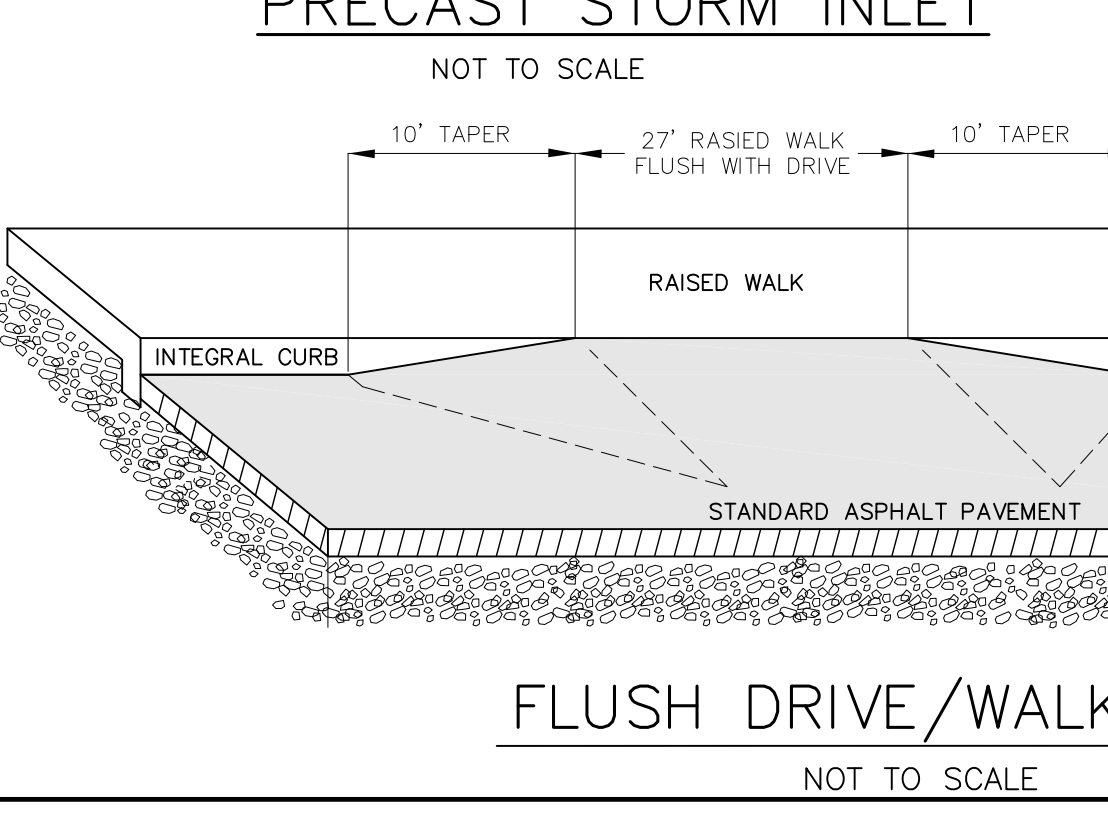 PRECAST STORM INLET
NOT TO SCALE
10' TAPER
27' RASIED WALK
FLUSH WITH DRIVE
10' TAPER
RAISED WALK
INTEGRAL CURB
STANDARD ASPHALT PAVEMENT
FLUSH DRIVE/WALK
NOT TO SCALE